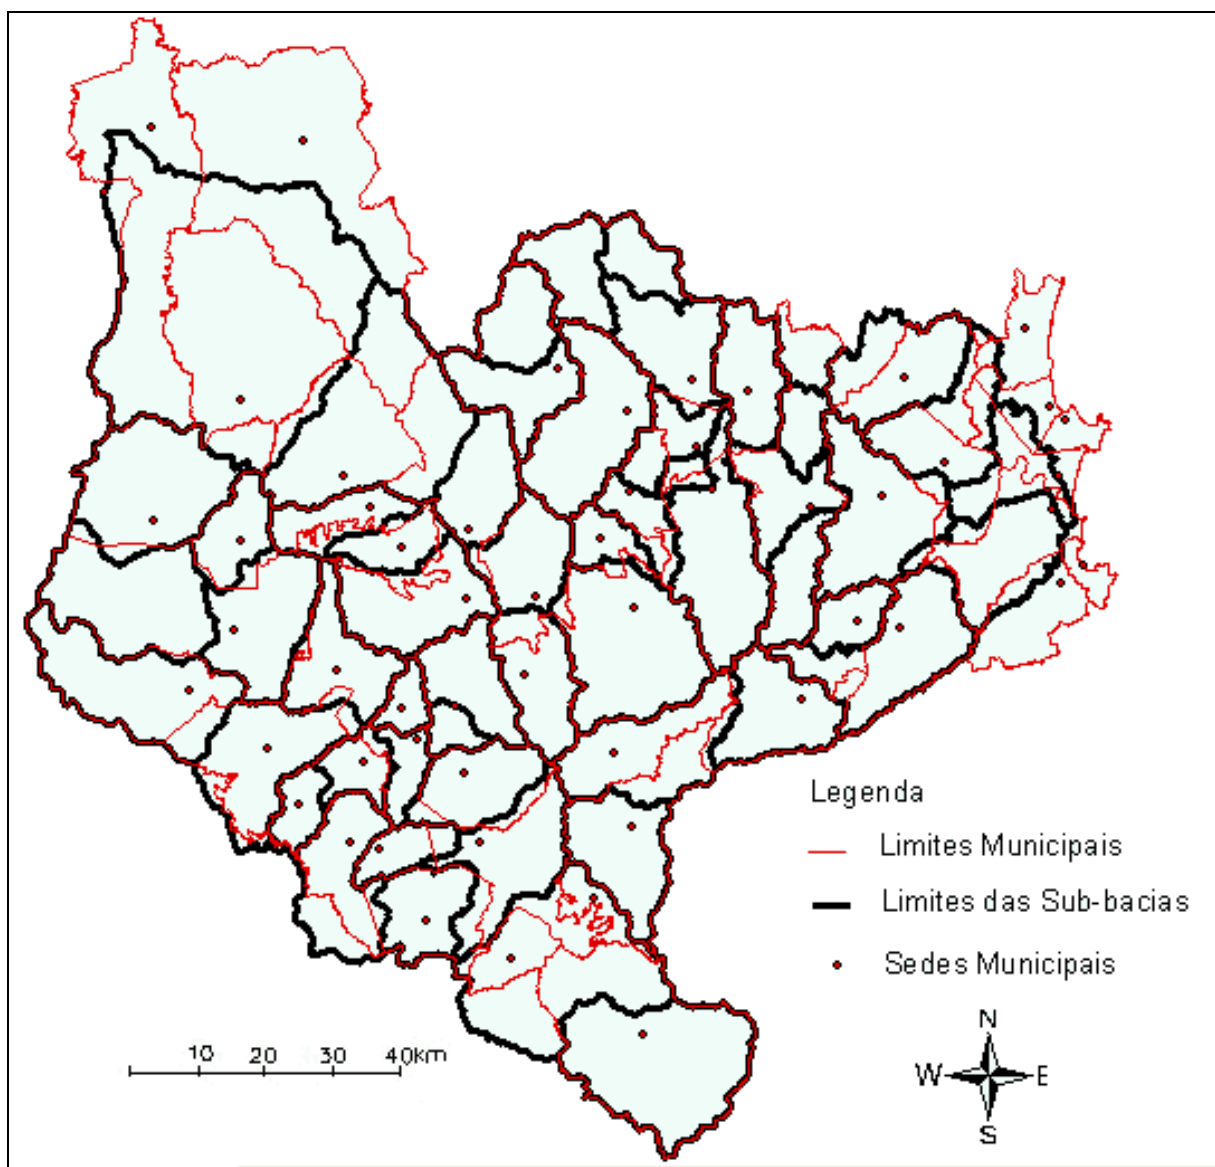 Legenda
Limites Municipais
Limites das Sub-bacias
Sedes Municipais
10 20 30 40km
N
W E
S